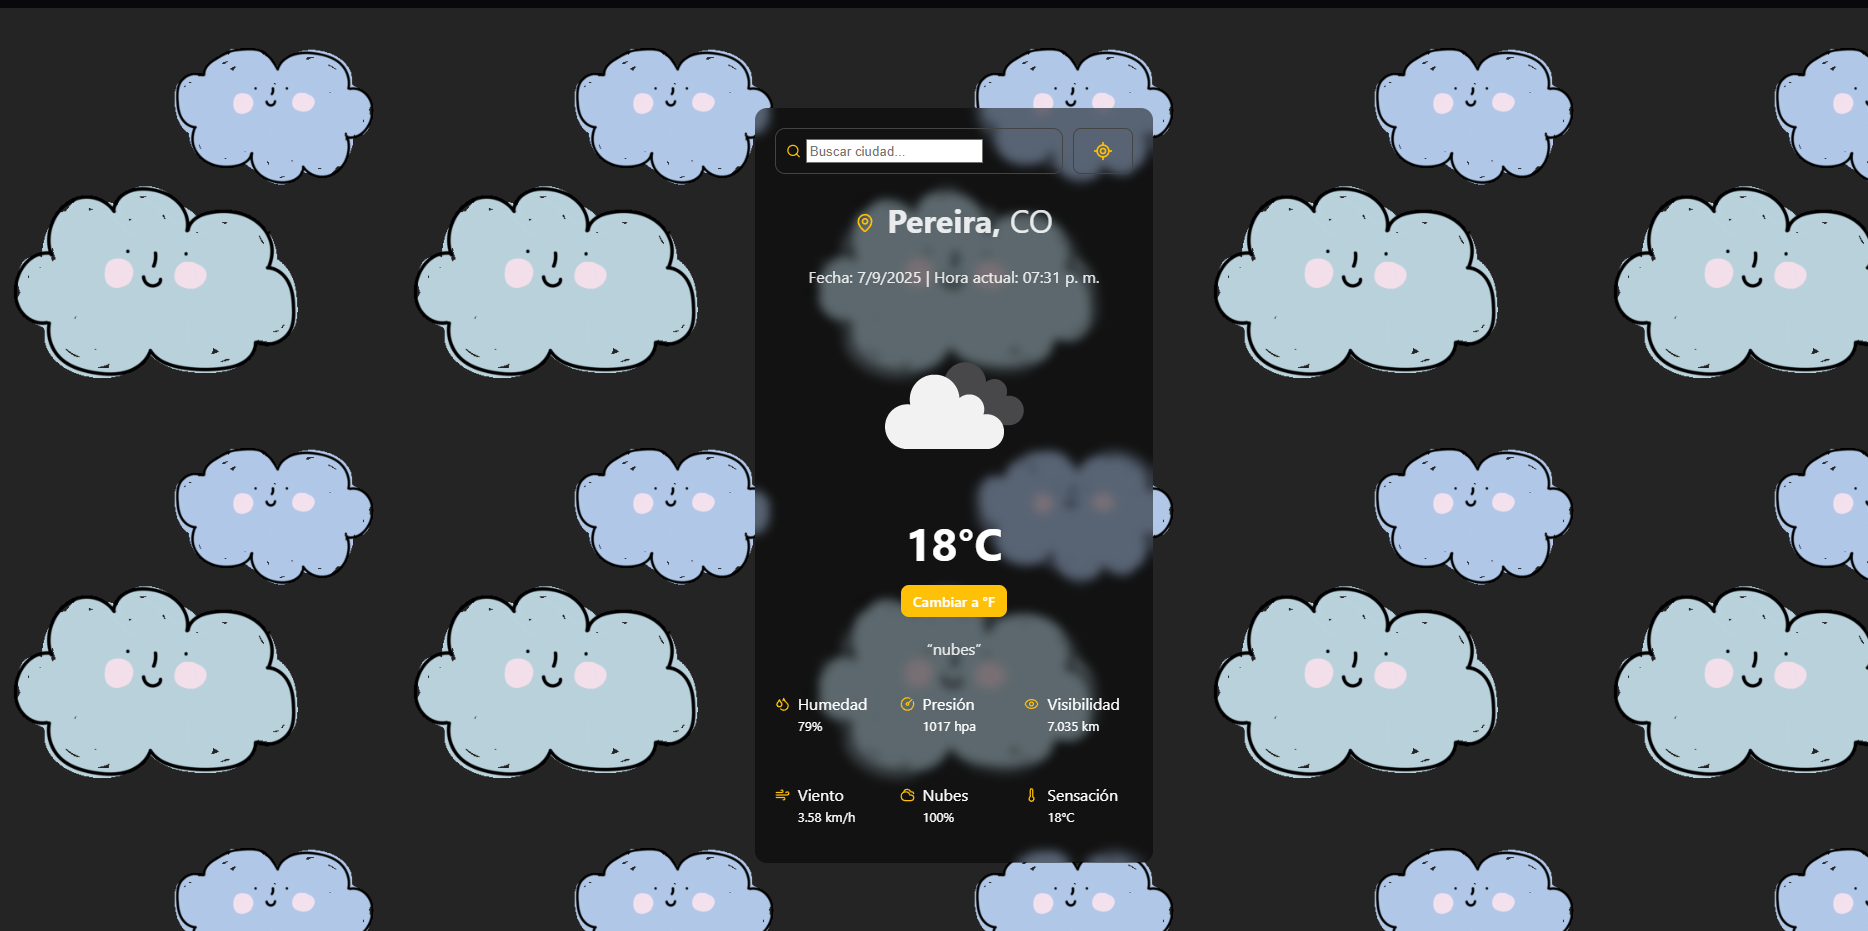 Buscar ciudad...
Pereira, CO
Fecha: 7/9/2025 | Hora actual: 07:31 p. m.
18°C
Cambiar a °F
“nubes”
Humedad Presión Visibilidad
79% 1017 hpa 7.035 km
Viento Nubes Sensación
3.58 km/h 100% 18°C